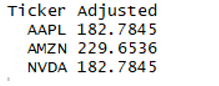 Ticker Adjusted
AAPL 182.7845
AMZN 229.6536
NVDA 182.7845